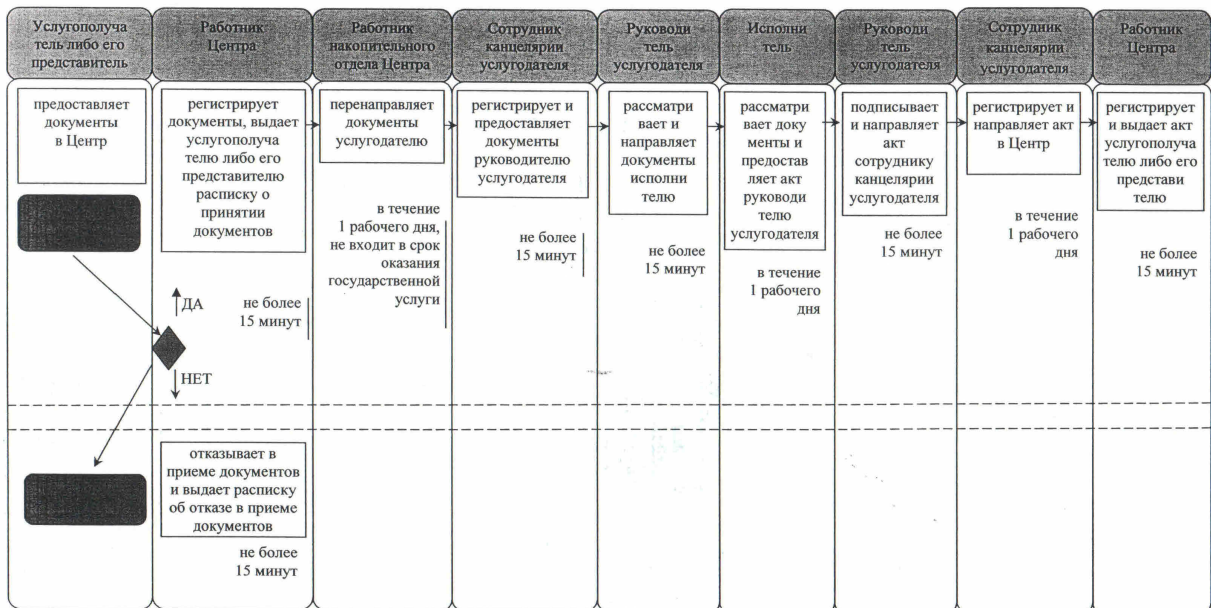 Услугополуча
тель либо его
представитель
Работник
Центра
Работник
накопительного
отдела Центра
Сотрудник
канцелярии
услугодателя
Руководи
тель
услугодателя
Исполни
тель
Руководи
тель
услугодателя
Сотрудник
канцелярии
услугодателя
Работник
Центра
предоставляет
документы
в Центр
регистрирует
документы, выдает
услугополуча
телю либо его
представителю
расписку о
принятии
документов
перенаправляет
документы
услугодателю
регистрирует и
предоставляет
документы
руководителю
услугодателя
рассматри
вает и
направляет
документы
исполни
телю
рассматри
вает доку
менты и
предостав
ляет акт
руководи
телю
услугодателя
подписывает
и направляет
акт
сотруднику
канцелярии
услугодателя
регистрирует и
направляет акт
в Центр
регистрирует
и выдает акт
услугополуча
телю либо его
представи
телю
ДА
не более
15 минут
в течение
1 рабочего дня,
не входит в срок
оказания
государственной
услуги
не более
15 минут
не более
15 минут
в течение
1 рабочего
дня
не более
15 минут
в течение
1 рабочего
дня
не более
15 минут
НЕТ
отказывает в
приеме документов
и выдает расписку
об отказе в приеме
документов
не более
15 минут